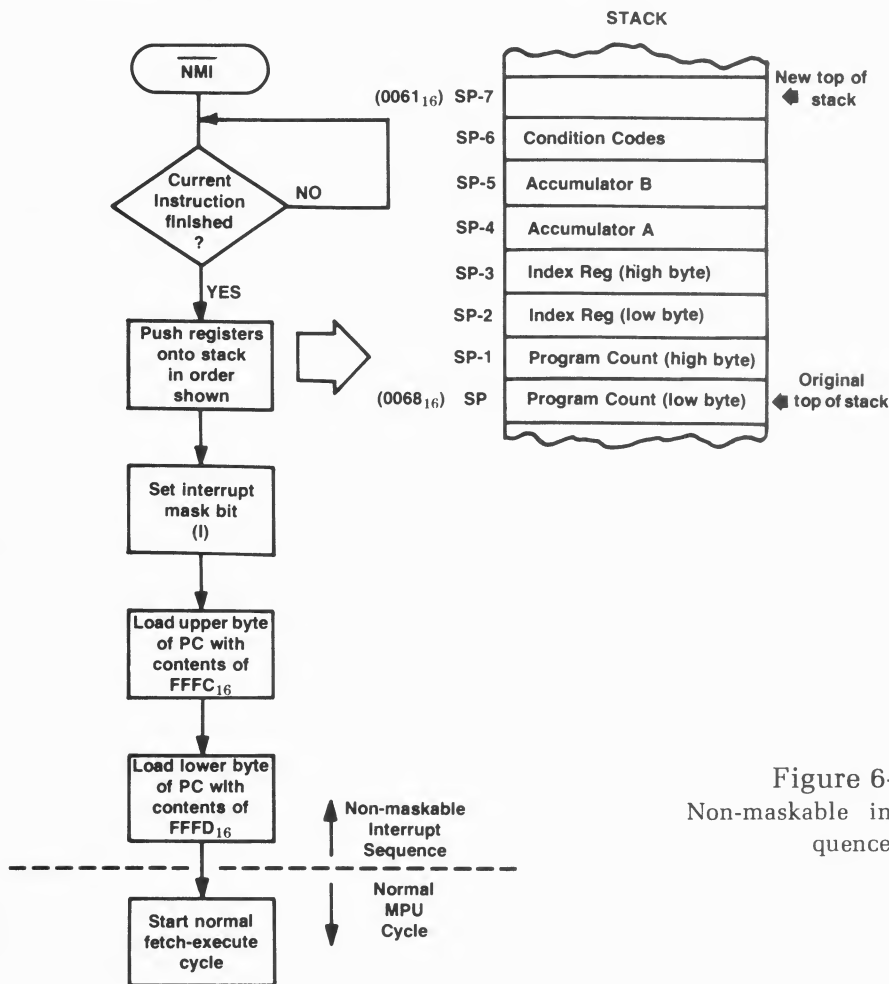 STACK
NMI
Current
Instruction
finished
?
NO
YES
Push registers
onto stack
in order
shown
Set interrupt
mask bit
(I)
Load upper byte
of PC with
contents of
FFFC₁₆
Load lower byte
of PC with
contents of
FFFD₁₆
Non-maskable
Interrupt
Sequence
Normal
MPU
Cycle
Start normal
fetch-execute
cycle
(0061₁₆) SP-7
New top of
stack
SP-6 Condition Codes
SP-5 Accumulator B
SP-4 Accumulator A
SP-3 Index Reg (high byte)
SP-2 Index Reg (low byte)
SP-1 Program Count (high byte)
(0068₁₆) SP Program Count (low byte)
Original
top of stack
Figure 6-
Non-maskable in
quence